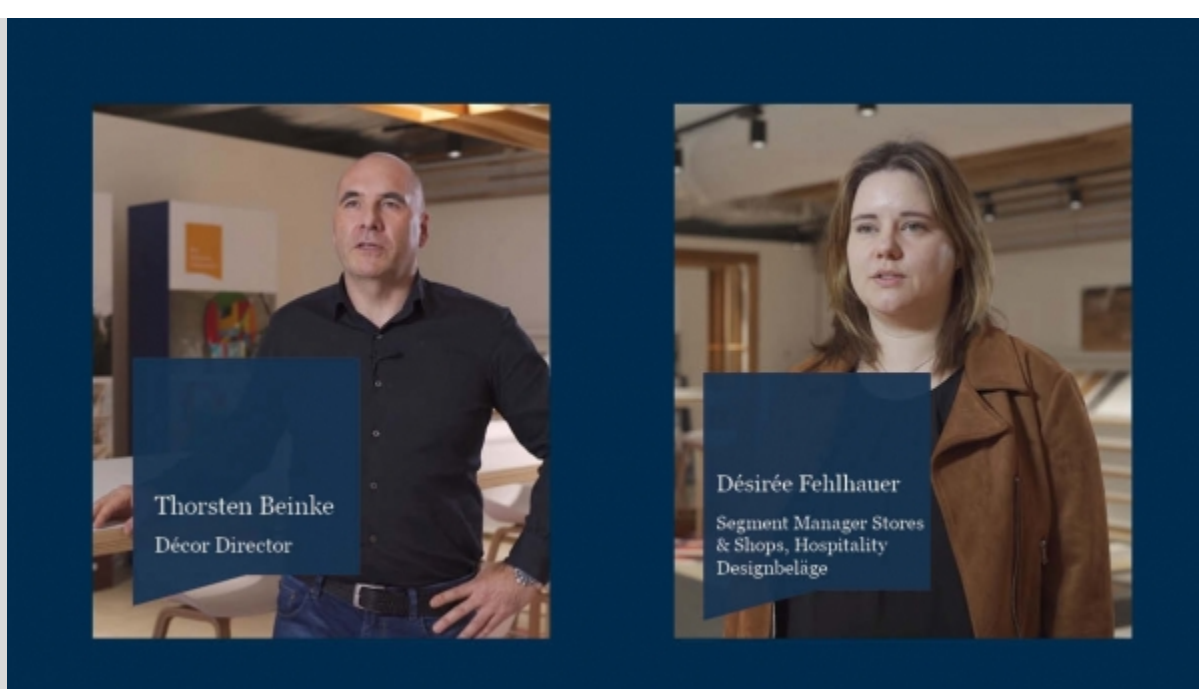 Thorsten Beinke
Décor Director
Désirée Fehlhauer
Segment Manager Stores
& Shops, Hospitality
Designbeläge